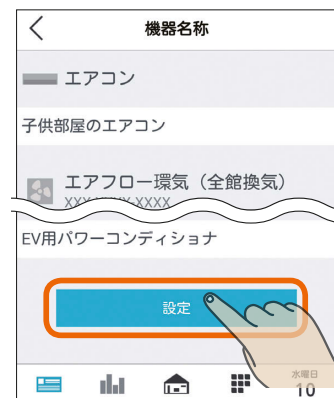 機器名称
エアコン
子供部屋のエアコン
エアフロー環気（全館換気）
EV用パワーコンディショナ
設定
水曜日
10